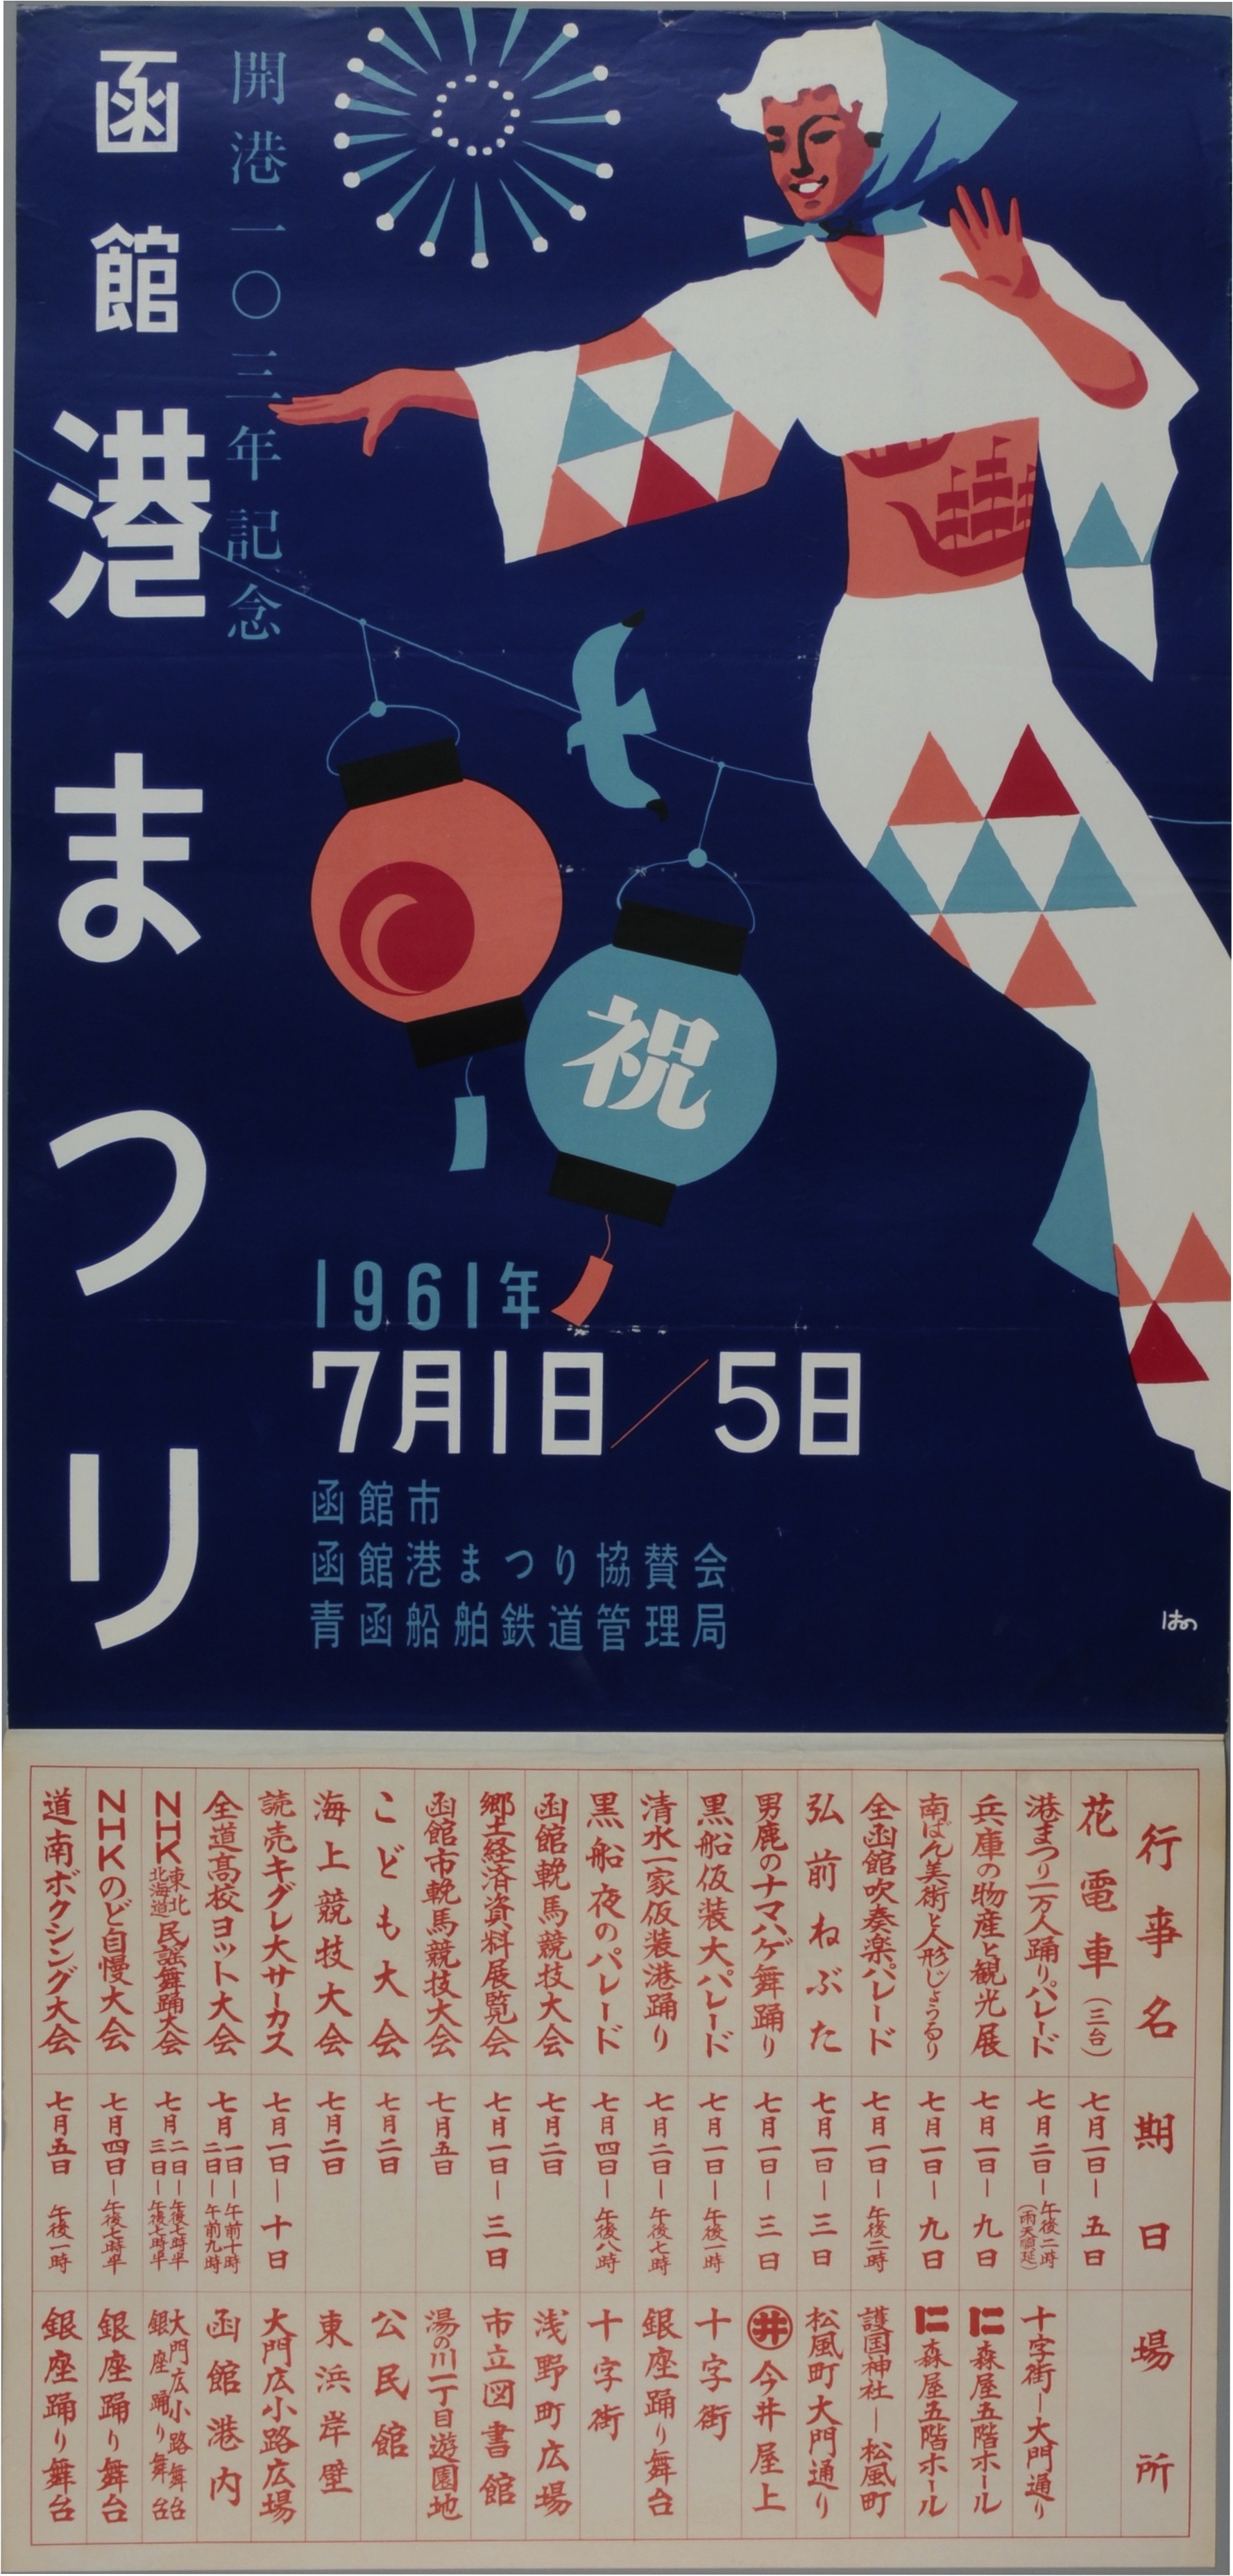 開港一〇三年記念
函館港まつり
祝
1961年
7月1日／5日
函館市
函館港まつり協賛会
青函船舶鉄道管理局
はの
行事名 期日 場所
花電車（三台） 七月一日―五日
港まつり一万人踊りパレード 七月二日―午後二時（雨天順延） 十字街―大門通り
兵庫の物産と観光展 七月一日―九日 森屋五階ホール
南ばん美術と人形じょうるり 七月一日―九日 森屋五階ホール
全函館吹奏楽パレード 七月一日―午後二時 護国神社―松風町
弘前ねぶた 七月一日―三日 松風町大門通り
男鹿のナマハゲ舞踊り 七月一日―三日 井今井屋上
黒船仮装大パレード 七月一日―午後一時 十字街
清水一家仮装港踊り 七月二日―午後七時 銀座踊り舞台
黒船夜のパレード 七月四日―午後八時 十字街
函館輓馬競技大会 七月二日 浅野町広場
郷土経済資料展覧会 七月一日―三日 市立図書館
函館市輓馬競技大会 七月五日 湯の川一丁目遊園地
こども大会 七月二日 公民館
海上競技大会 七月二日 東浜岸壁
読売キグレ大サーカス 七月一日―十日 大門広小路広場
全道高校ヨット大会 七月一日―午前十時 二日―午前九時 函館港内
NHK東北北海道民謡舞踊大会 七月二日―午後七時半 三日―午後七時半 大門広小路舞台 銀座踊り舞台
NHKのど自慢大会 七月四日―午後七時半 銀座踊り舞台
道南ボクシング大会 七月五日 午後一時 銀座踊り舞台